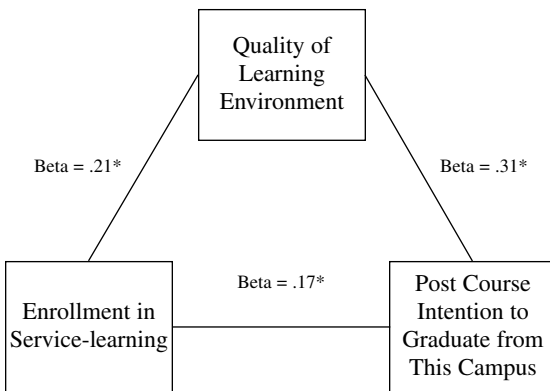 Quality of
Learning
Environment
Beta = .21*
Beta = .31*
Beta = .17*
Enrollment in
Service-learning
Post Course
Intention to
Graduate from
This Campus